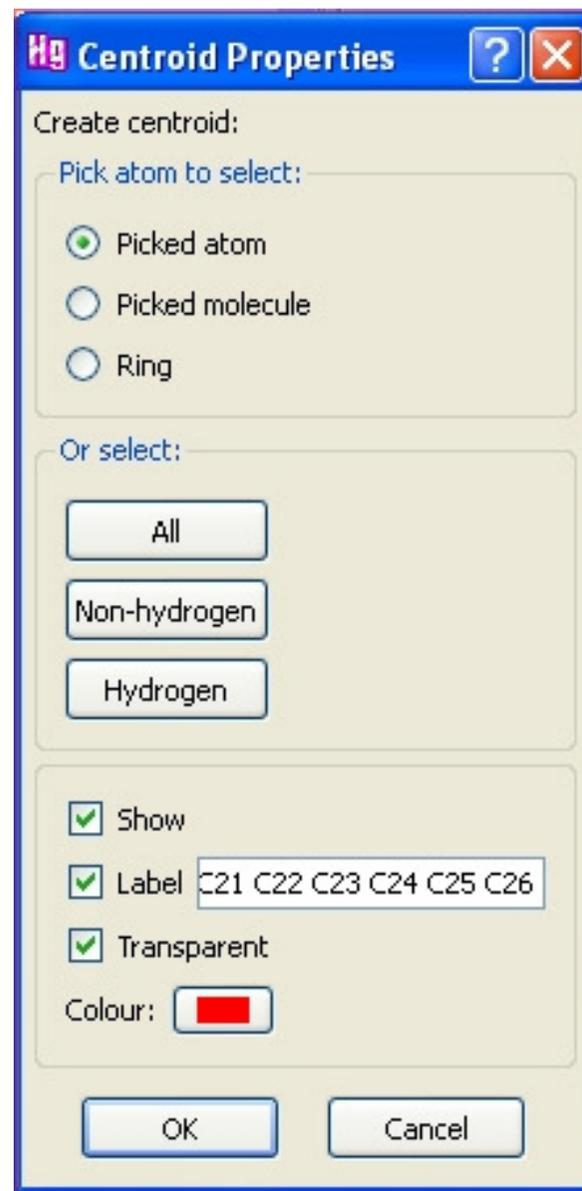 Hg Centroid Properties ?
Create centroid:
Pick atom to select:
Picked atom
Picked molecule
Ring
Or select:
All
Non-hydrogen
Hydrogen
Show
Label C21 C22 C23 C24 C25 C26
Transparent
Colour:
OK Cancel